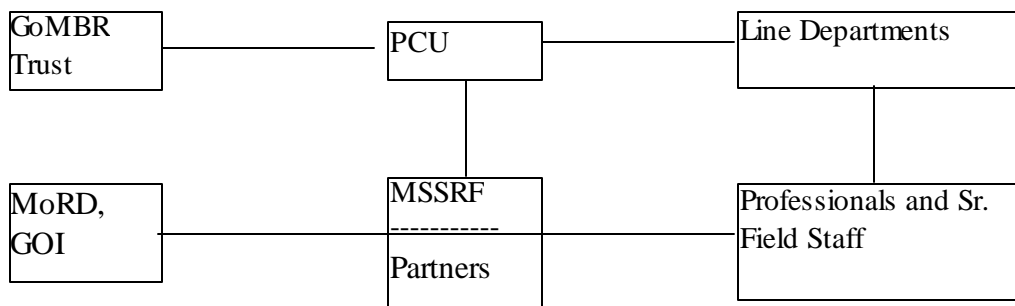 GoMBR
Trust
PCU
Line Departments
MoRD,
GOI
MSSRF
-----------
Partners
Professionals and Sr.
Field Staff